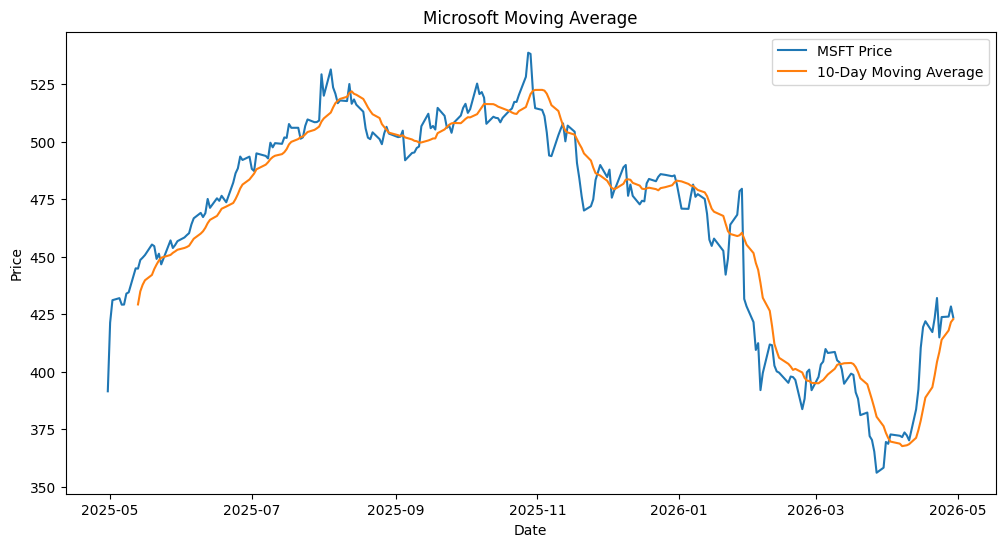 Microsoft Moving Average
MSFT Price
10-Day Moving Average
Price
525
500
475
450
425
400
375
350
2025-05 2025-07 2025-09 2025-11 2026-01 2026-03 2026-05
Date